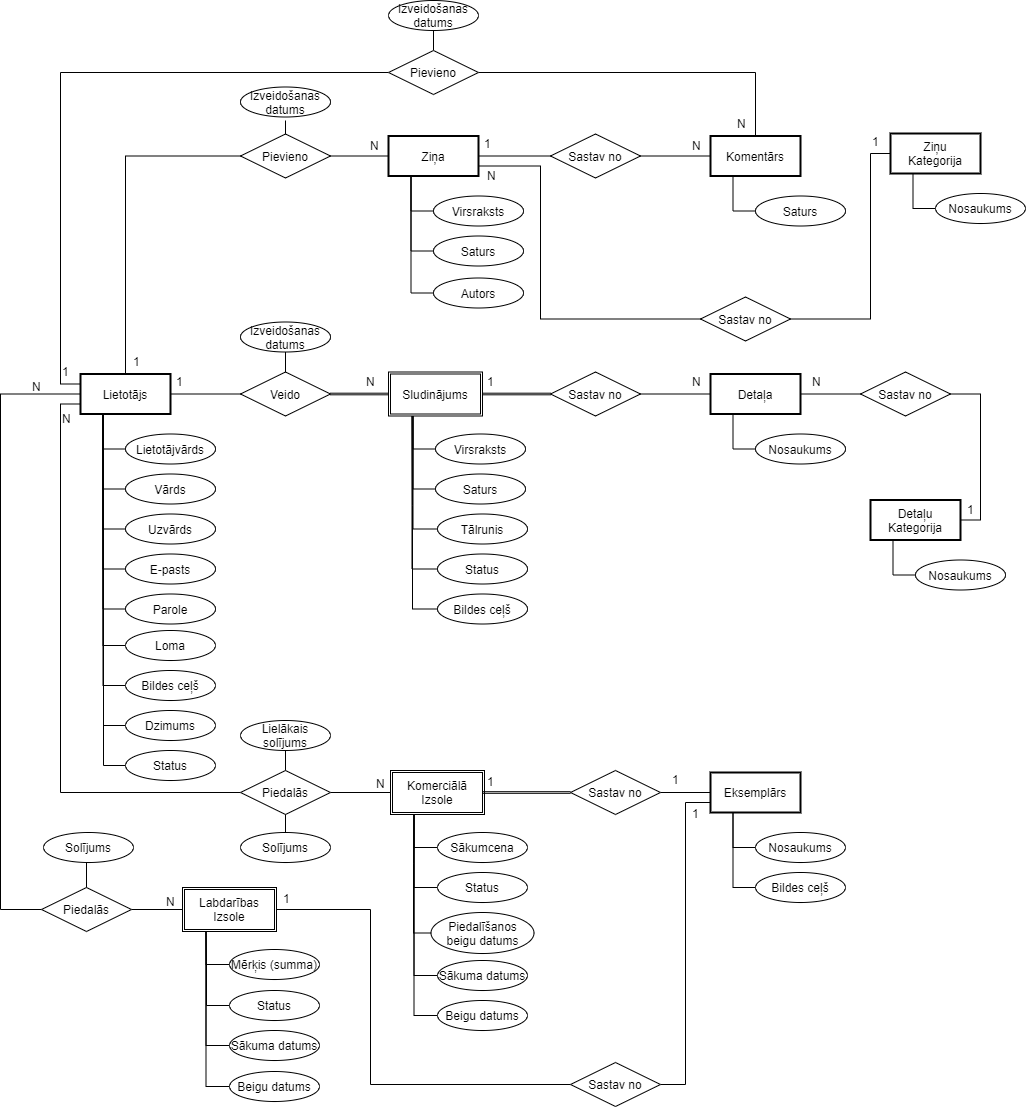 Izveidošanas
datums
Pievieno
Izveidošanas
datums
Pievieno
N
Ziņa
1
N
Sastav no
N
N
Komentārs
1
Ziņu
Kategorija
Nosaukums
Virsraksts
Saturs
Autors
Saturs
Sastav no
Izveidošanas
datums
1
1
N
N
Lietotājs
1
Veido
N
Sludinājums
1
Sastav no
N
Detaļa
N
Sastav no
Lietotājvārds
Vārds
Uzvārds
E-pasts
Parole
Loma
Bildes ceļš
Dzimums
Status
Virsraksts
Saturs
Tālrunis
Status
Bildes ceļš
Nosaukums
Detaļu
Kategorija
1
Nosaukums
Lielākais
solījums
Piedalās
Solījums
N
Komerciālā
Izsole
1
Sastav no
1
1
Eksemplārs
Nosaukums
Bildes ceļš
Sākumcena
Status
Piedalīšanos
beigu datums
Sākuma datums
Beigu datums
Solījums
Piedalās
N
Labdarības
Izsole
1
Mērķis (summa)
Status
Sākuma datums
Beigu datums
Sastav no